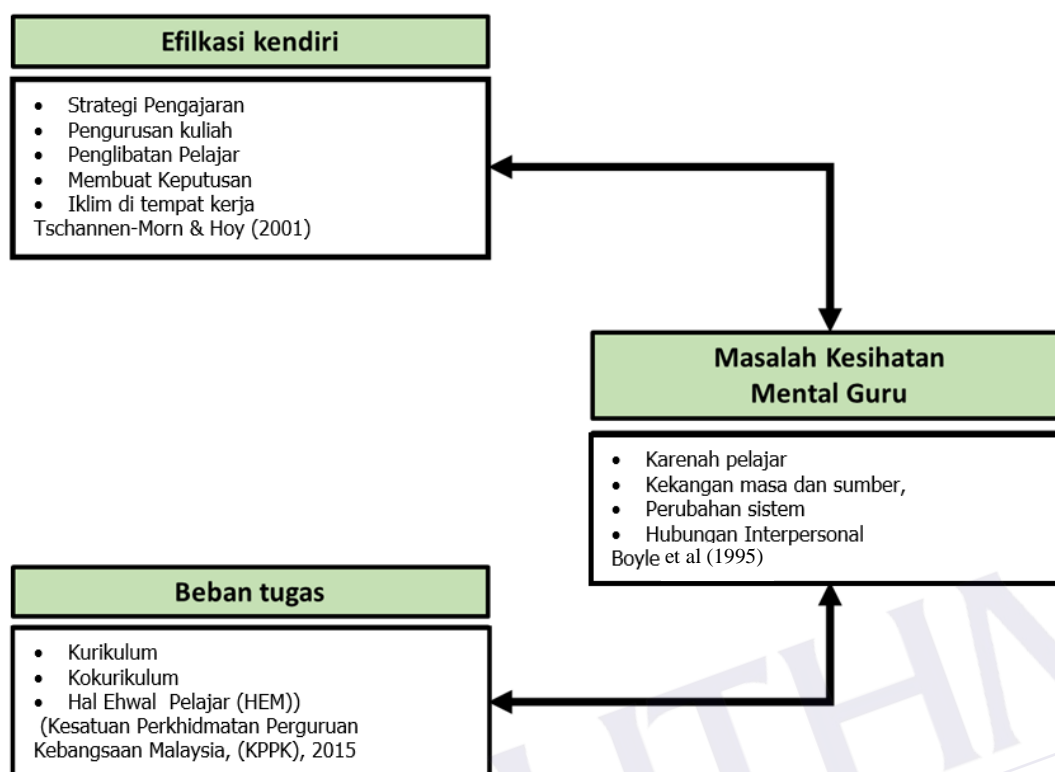 Efilkasi kendiri
• Strategi Pengajaran
• Pengurusan kuliah
• Penglibatan Pelajar
• Membuat Keputusan
• Iklim di tempat kerja
Tschannen-Morn & Hoy (2001)
Masalah Kesihatan
Mental Guru
• Karenah pelajar
• Kekangan masa dan sumber,
• Perubahan sistem
• Hubungan Interpersonal
Boyle et al (1995)
Beban tugas
• Kurikulum
• Kokurikulum
• Hal Ehwal Pelajar (HEM))
(Kesatuan Perkhidmatan Perguruan
Kebangsaan Malaysia, (KPPK), 2015
UTHM